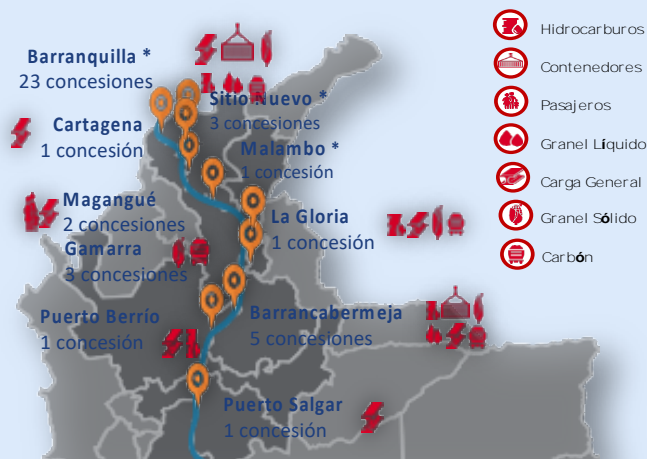 Barranquilla *
23 concesiones
Sitio Nuevo *
3 concesiones
Cartagena
1 concesión
Malambo *
1 concesión
Magangué
2 concesiones
La Gloria
1 concesión
Gamarra
3 concesiones
Puerto Berrío
1 concesión
Barrancabermeja
5 concesiones
Puerto Salgar
1 concesión
Hidrocarburos
Contenedores
Pasajeros
Granel Líquido
Carga General
Granel Sólido
Carbón